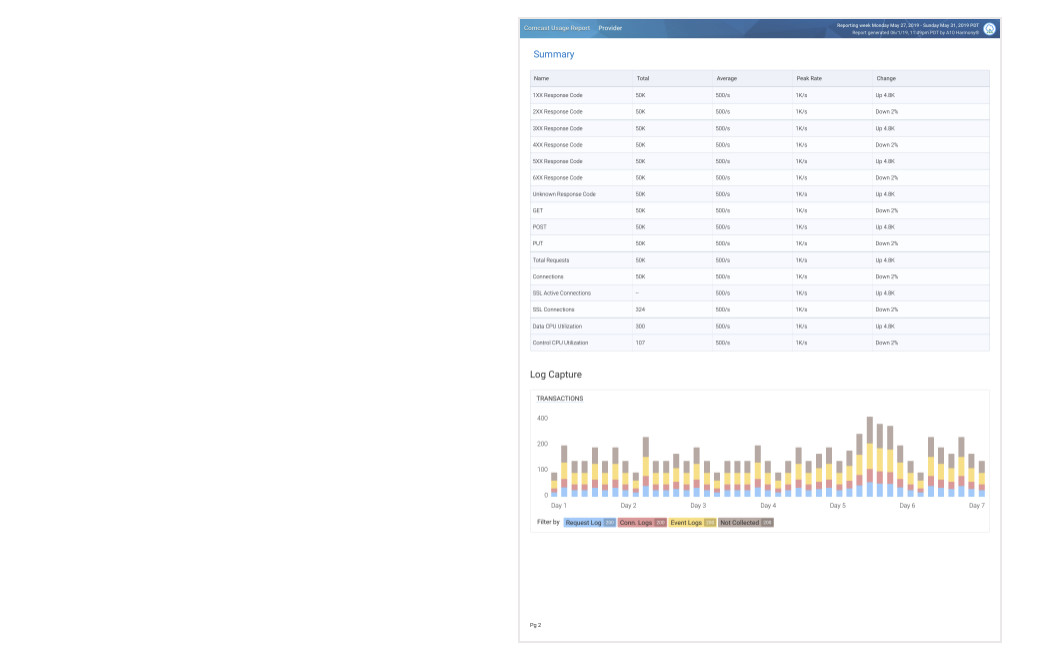 Comcast Usage Report Provider
Reporting week Monday May 27, 2019 - Sunday May 31, 2019 PDT
Report generated 06/1/19, 11:49pm PDT by A10 Harmony®
Summary
Name Total Average Peak Rate Change
1XX Response Code 50K 500/s 1K/s Up 4.8K
2XX Response Code 50K 500/s 1K/s Down 2%
3XX Response Code 50K 500/s 1K/s Up 4.8K
4XX Response Code 50K 500/s 1K/s Down 2%
5XX Response Code 50K 500/s 1K/s Up 4.8K
6XX Response Code 50K 500/s 1K/s Down 2%
Unknown Response Code 50K 500/s 1K/s Up 4.8K
GET 50K 500/s 1K/s Down 2%
POST 50K 500/s 1K/s Up 4.8K
PUT 50K 500/s 1K/s Down 2%
Total Requests 50K 500/s 1K/s Up 4.8K
Connections 50K 500/s 1K/s Down 2%
SSL Active Connections -- 500/s 1K/s Up 4.8K
SSL Connections 324 500/s 1K/s Down 2%
Data CPU Utilization 300 500/s 1K/s Up 4.8K
Control CPU Utilization 107 500/s 1K/s Down 2%
Log Capture
TRANSACTIONS
400
200
100
0
Day 1 Day 2 Day 3 Day 4 Day 5 Day 6 Day 7
Filter by Request Log 200 Conn. Logs 200 Event Logs 200 Not Collected 200
Pg 2